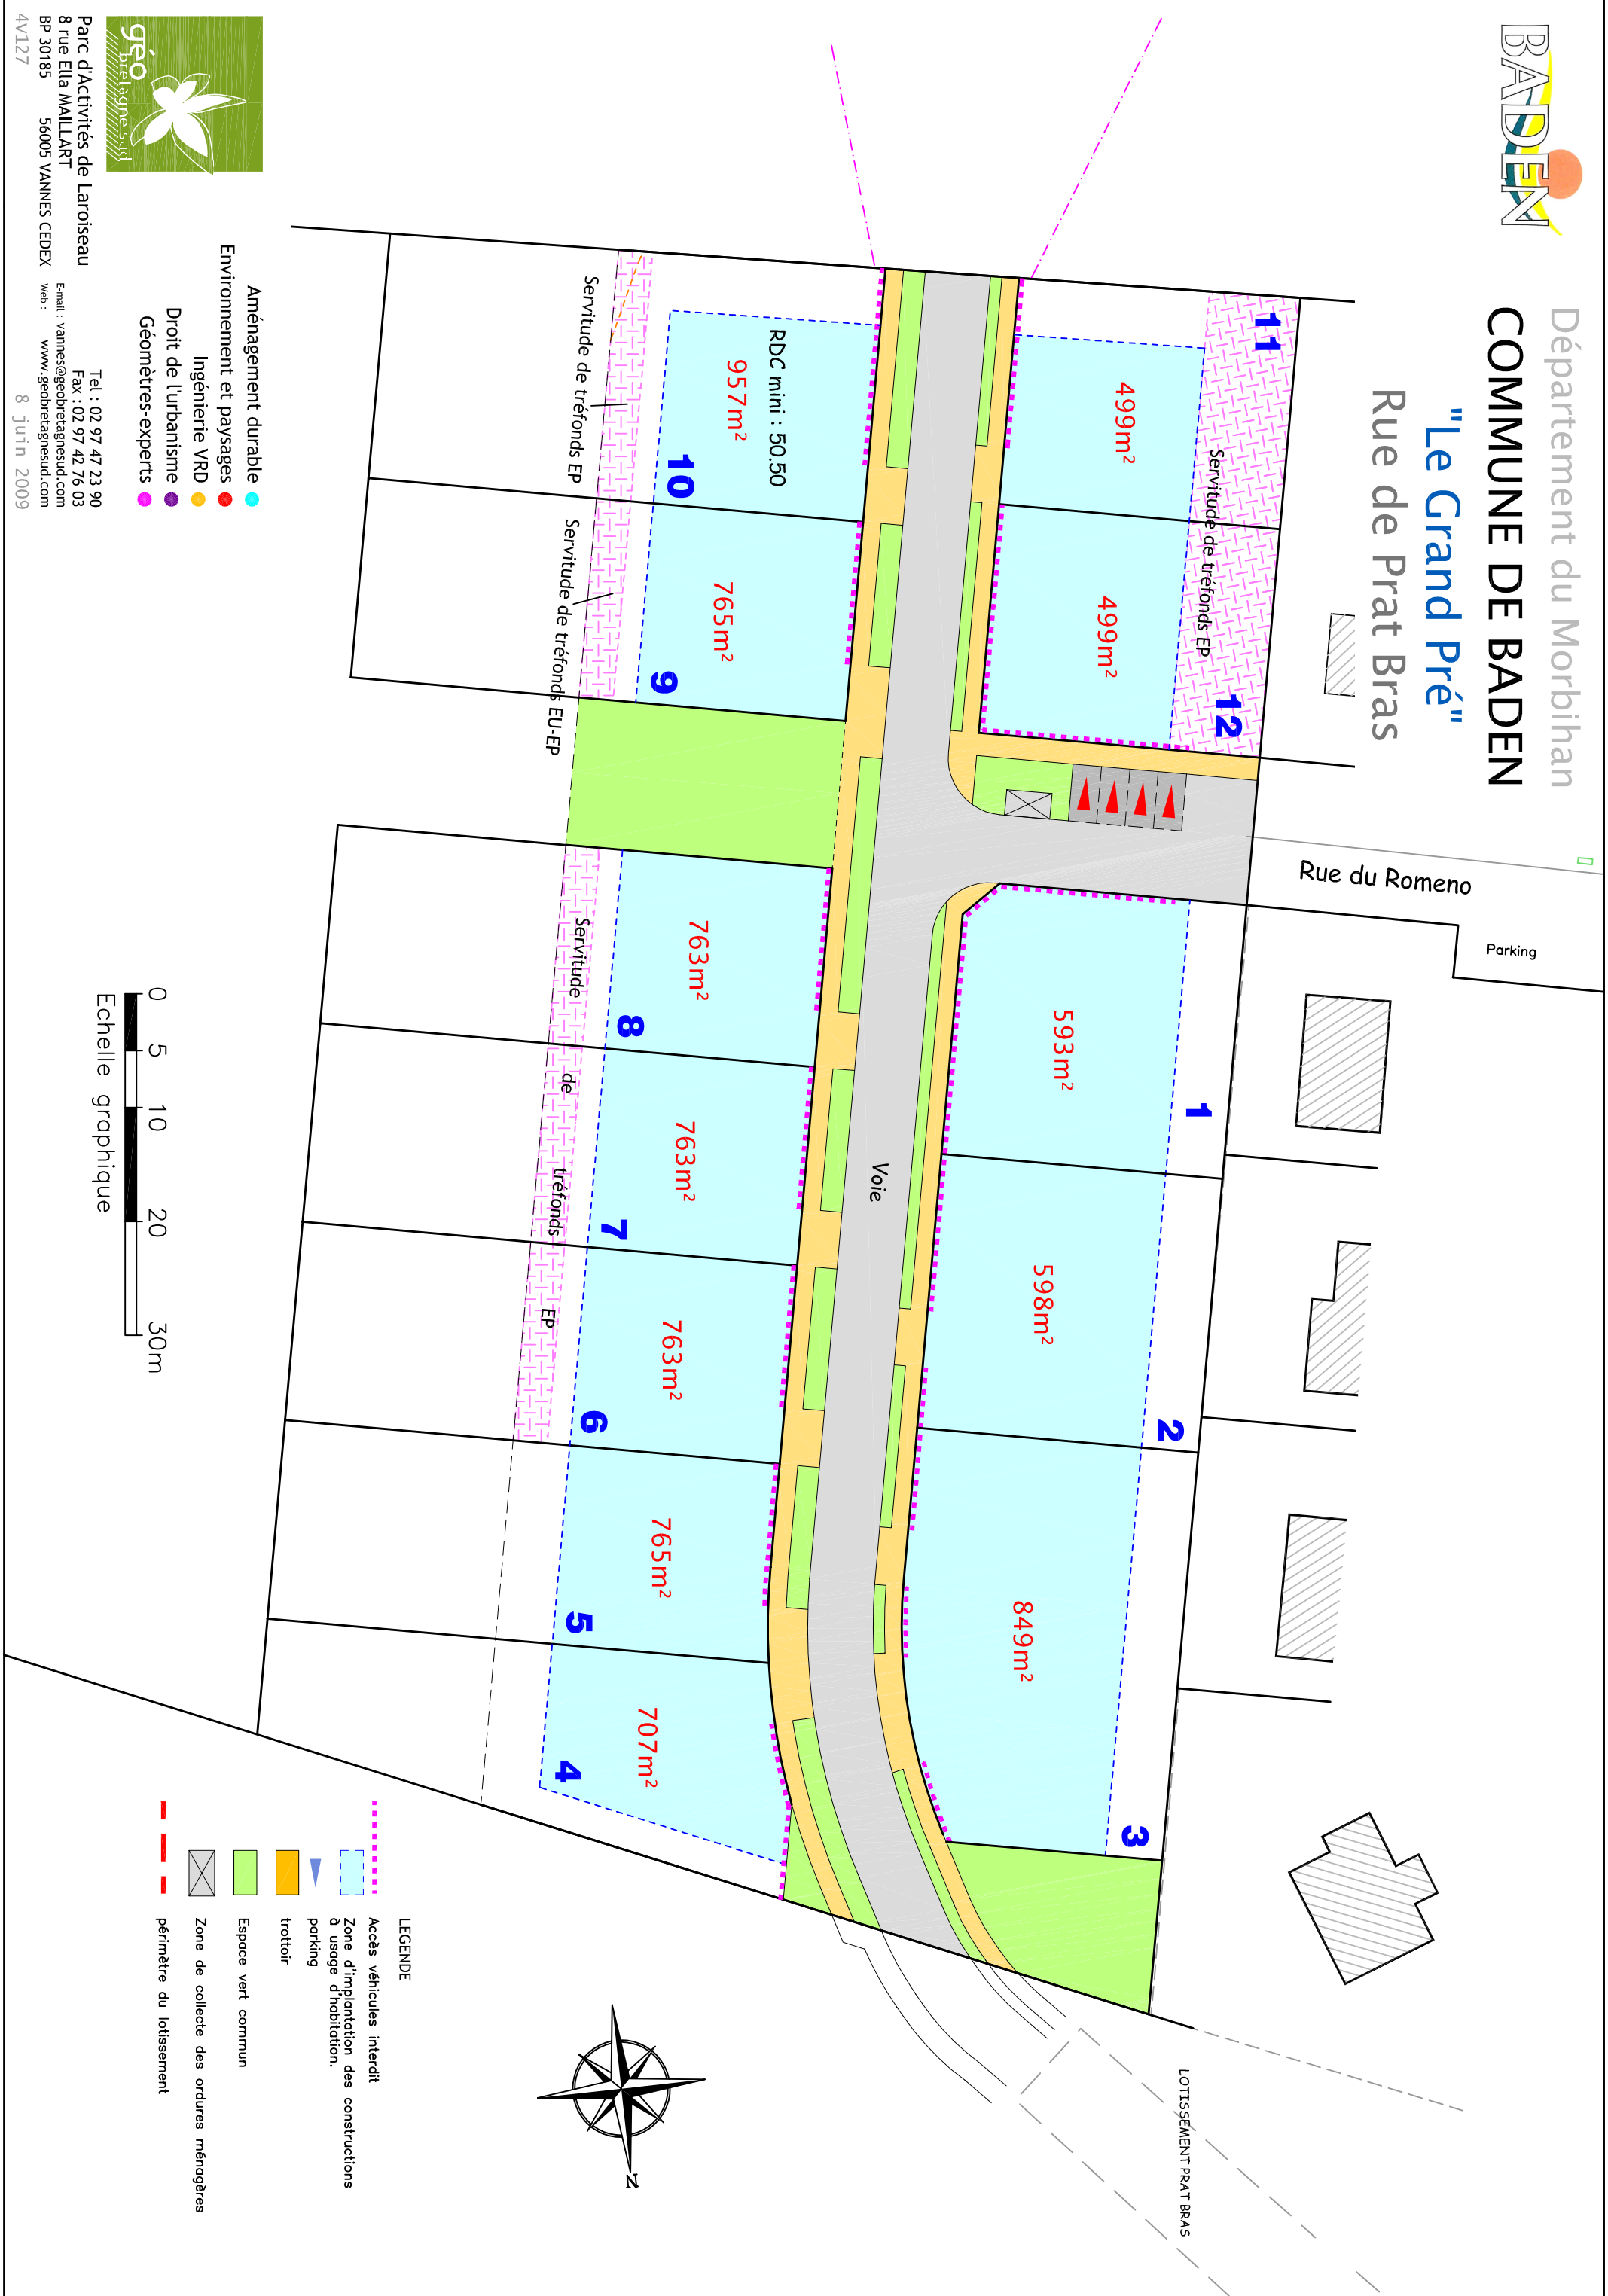 BADEN
Département du Morbihan
COMMUNE DE BADEN
"Le Grand Pré"
Rue de Prat Bras
11
499m²
Servitude de tréfonds EP
499m²
12
Rue du Romeno
Parking
593m²
1
598m²
2
849m²
3
LOTISSEMENT PRAT BRAS
Voie
RDC mini : 50.50
957m²
10
Servitude de tréfonds EP
765m²
9
Servitude de tréfonds EU-EP
763m²
8
763m²
7
763m²
6
Servitude de tréfonds EP
765m²
5
707m²
4
N
LEGENDE
Accès véhicules interdit
Zone d'implantation des constructions
à usage d'habitation.
parking
trottoir
Espace vert commun
Zone de collecte des ordures ménagères
périmètre du lotissement
0 5 10 20 30m
Echelle graphique
géo
bretagne sud
Aménagement durable
Environnement et paysages
Ingénierie VRD
Droit de l'urbanisme
Géomètres-experts
Parc d'Activités de Laroiseau
8 rue Ella MAILLART
BP 30185 56005 VANNES CEDEX
Tel : 02 97 47 23 90
Fax : 02 97 42 76 03
E-mail : vannes@geobretagnesud.com
Web : www.geobretagnesud.com
4V127
8 juin 2009